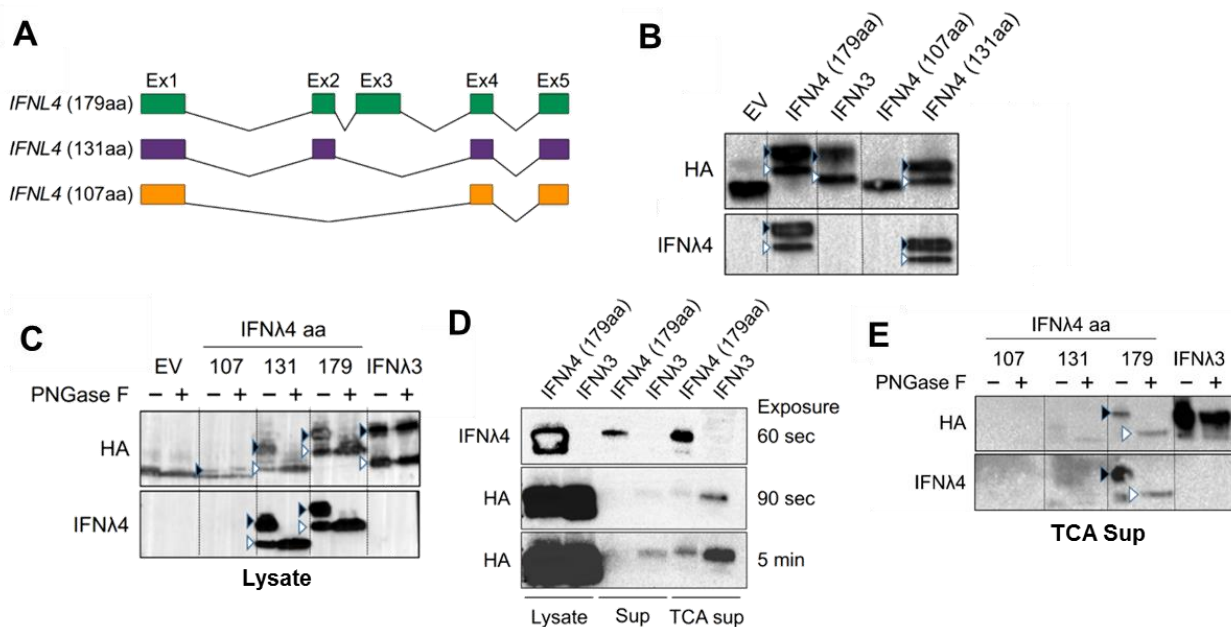 A
Ex1 Ex2 Ex3 Ex4 Ex5
IFNL4 (179aa)
IFNL4 (131aa)
IFNL4 (107aa)
B
EV
IFNλ4 (179aa)
IFNλ3
IFNλ4 (107aa)
IFNλ4 (131aa)
HA
IFNλ4
C
IFNλ4 aa
EV 107 131 179 IFNλ3
PNGase F − + − + − + − + − +
HA
IFNλ4
Lysate
D
IFNλ4 (179aa)
IFNλ3
IFNλ4 (179aa)
IFNλ3
IFNλ4 (179aa)
IFNλ3
Exposure
IFNλ4 60 sec
HA 90 sec
HA 5 min
Lysate Sup TCA sup
E
IFNλ4 aa
107 131 179 IFNλ3
PNGase F − + − + − + − +
HA
IFNλ4
TCA Sup